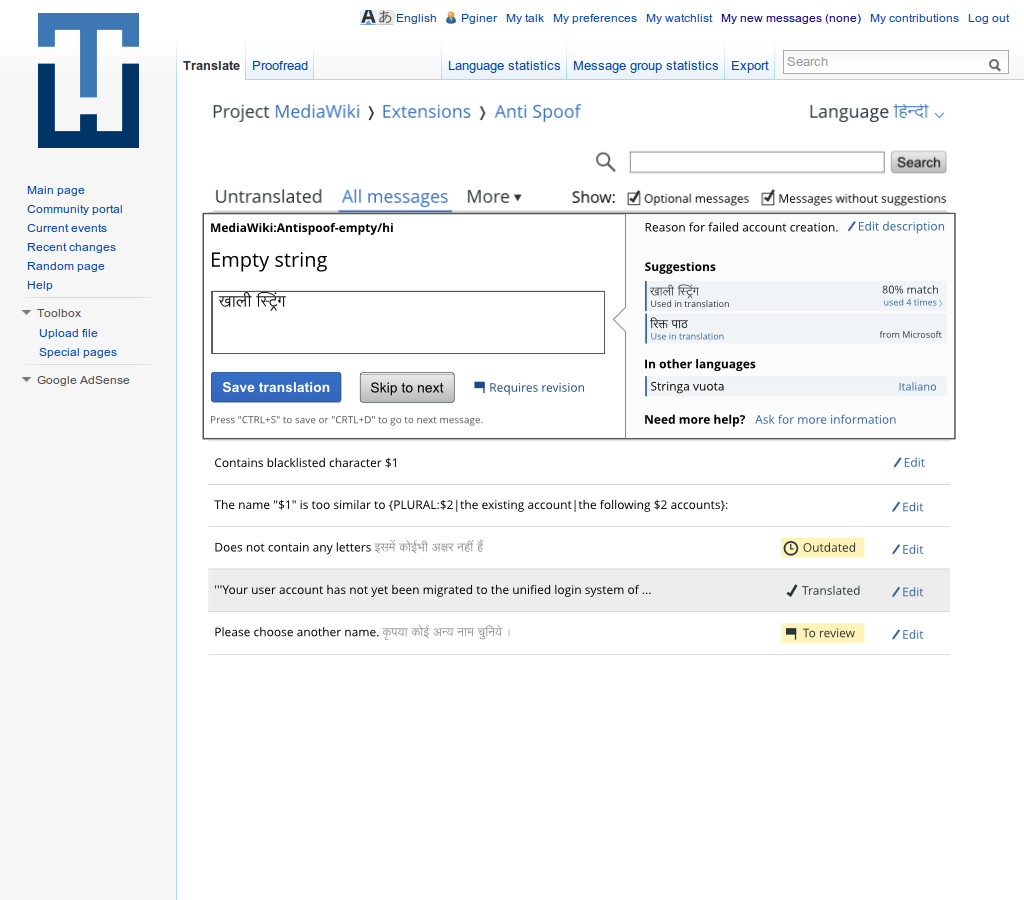 English Pginer My talk My preferences My watchlist My new messages (none) My contributions Log out
Translate Proofread Language statistics Message group statistics Export Search
Project MediaWiki ❭ Extensions ❭ Anti Spoof Language हिन्दी
Search
Main page
Community portal
Current events
Recent changes
Random page
Help
Toolbox
Upload file
Special pages
Google AdSense
Untranslated All messages More ▾ Show: Optional messages Messages without suggestions
MediaWiki:Antispoof-empty/hi
Empty string
खाली स्ट्रिंग
Save translation Skip to next Requires revision
Press "CTRL+S" to save or "CRTL+D" to go to next message.
Reason for failed account creation. Edit description
Suggestions
खाली स्ट्रिंग 80% match
Used in translation used 4 times ⟩
रिक्त पाठ
Use in translation from Microsoft
In other languages
Stringa vuota Italiano
Need more help? Ask for more information
Contains blacklisted character $1 Edit
The name "$1" is too similar to {PLURAL:$2|the existing account|the following $2 accounts}: Edit
Does not contain any letters इसमें कोईभी अक्षर नहीं हैं Outdated Edit
'''Your user account has not yet been migrated to the unified login system of ... Translated Edit
Please choose another name. कृपया कोई अन्य नाम चुनिये । To review Edit